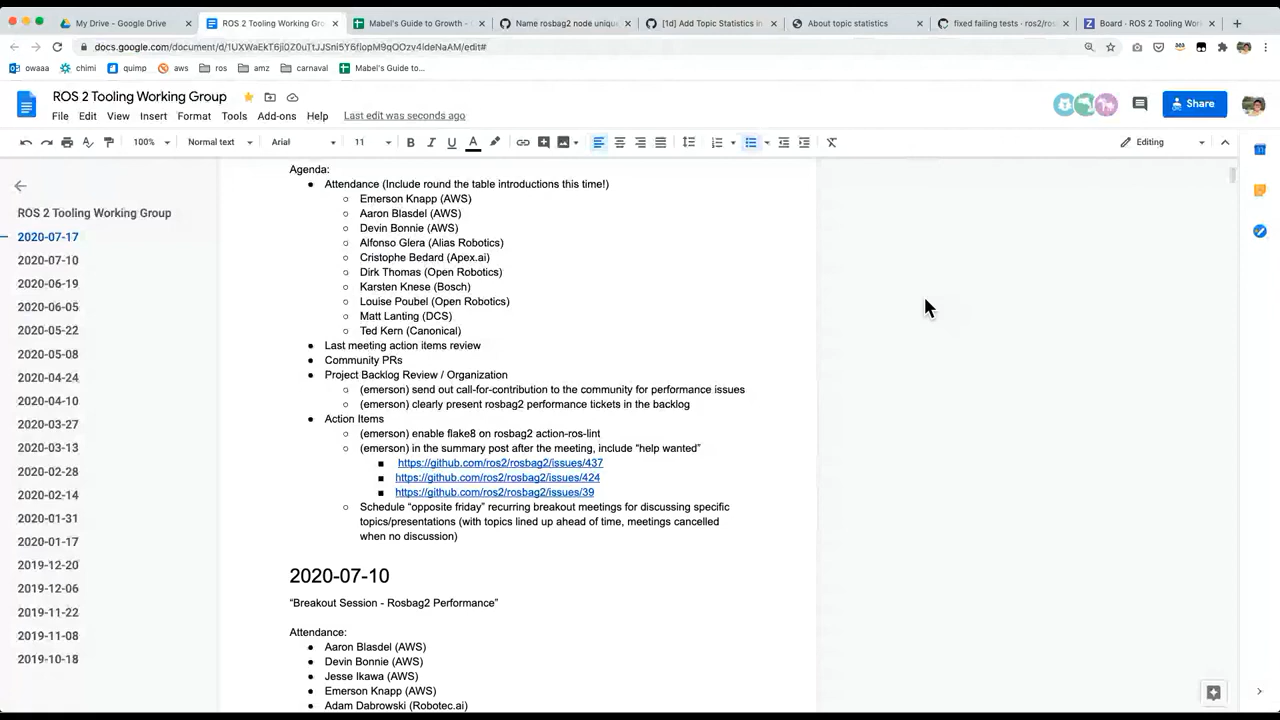 My Drive - Google Drive
ROS 2 Tooling Working Group
Mabel's Guide to Growth -
Name rosbag2 node unique
[1d] Add Topic Statistics in
About topic statistics
fixed failing tests · ros2/ros
Board · ROS 2 Tooling Wor
docs.google.com/document/d/
owaaa
chimi
quimp
aws
ros
amz
carnaval
Mabel's Guide to...
ROS 2 Tooling Working Group
File Edit View Insert Format Tools Add-ons Help Last edit was seconds ago
Share
100% Normal text Arial 11 B I U A Editing
ROS 2 Tooling Working Group
2020-07-17
2020-07-10
2020-06-19
2020-06-05
2020-05-22
2020-05-08
2020-04-24
2020-04-10
2020-03-27
2020-03-13
2020-02-28
2020-02-14
2020-01-31
2020-01-17
2019-12-20
2019-12-06
2019-11-22
2019-11-08
2019-10-18
Agenda:
● Attendance (Include round the table introductions this time!)
○ Emerson Knapp (AWS)
○ Aaron Blasdel (AWS)
○ Devin Bonnie (AWS)
○ Alfonso Glera (Alias Robotics)
○ Cristophe Bedard (Apex.ai)
○ Dirk Thomas (Open Robotics)
○ Karsten Knese (Bosch)
○ Louise Poubel (Open Robotics)
○ Matt Lanting (DCS)
○ Ted Kern (Canonical)
● Last meeting action items review
● Community PRs
● Project Backlog Review / Organization
○ (emerson) send out call-for-contribution to the community for performance issues
○ (emerson) clearly present rosbag2 performance tickets in the backlog
● Action Items
○ (emerson) enable flake8 on rosbag2 action-ros-lint
○ (emerson) in the summary post after the meeting, include “help wanted”
■ https://github.com/ros2/rosbag2/issues/437
■ https://github.com/ros2/rosbag2/issues/424
■ https://github.com/ros2/rosbag2/issues/39
○ Schedule “opposite friday” recurring breakout meetings for discussing specific
topics/presentations (with topics lined up ahead of time, meetings cancelled
when no discussion)
2020-07-10
“Breakout Session - Rosbag2 Performance”
Attendance:
● Aaron Blasdel (AWS)
● Devin Bonnie (AWS)
● Jesse Ikawa (AWS)
● Emerson Knapp (AWS)
● Adam Dabrowski (Robotec.ai)